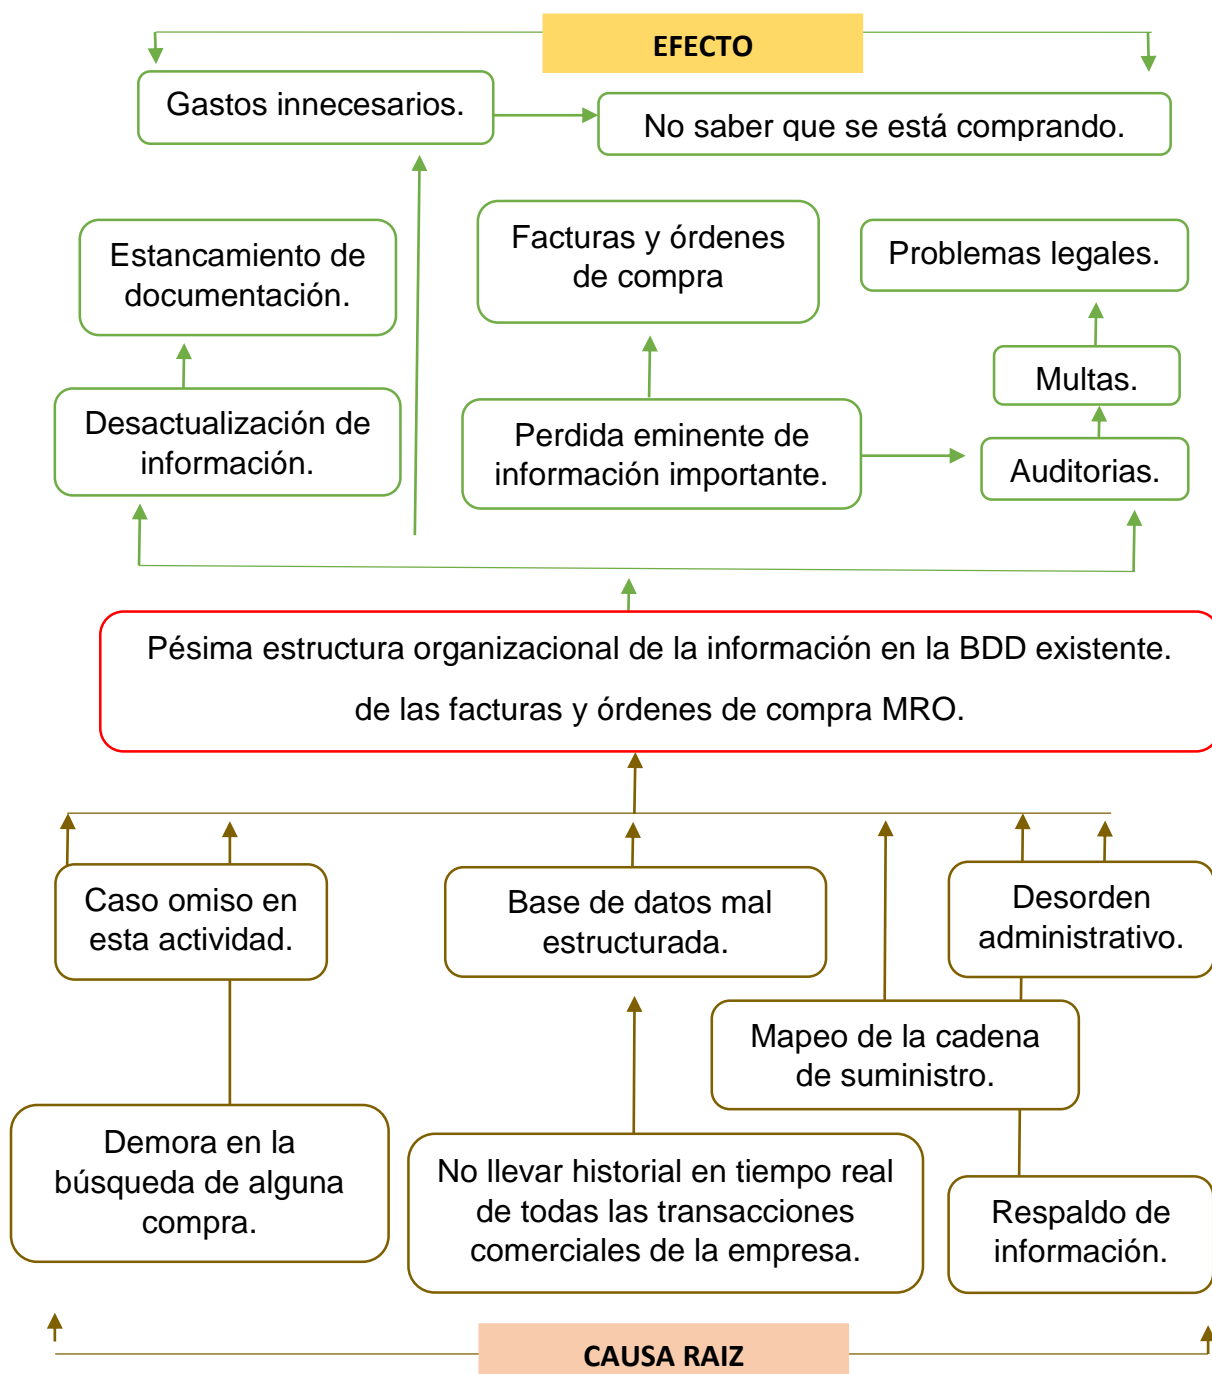 EFECTO
Gastos innecesarios.
No saber que se está comprando.
Estancamiento de
documentación.
Facturas y órdenes
de compra
Problemas legales.
Multas.
Desactualización de
información.
Perdida eminente de
información importante.
Auditorias.
Pésima estructura organizacional de la información en la BDD existente.
de las facturas y órdenes de compra MRO.
Caso omiso en
esta actividad.
Base de datos mal
estructurada.
Desorden
administrativo.
Mapeo de la cadena
de suministro.
Demora en la
búsqueda de alguna
compra.
No llevar historial en tiempo real
de todas las transacciones
comerciales de la empresa.
Respaldo de
información.
CAUSA RAIZ